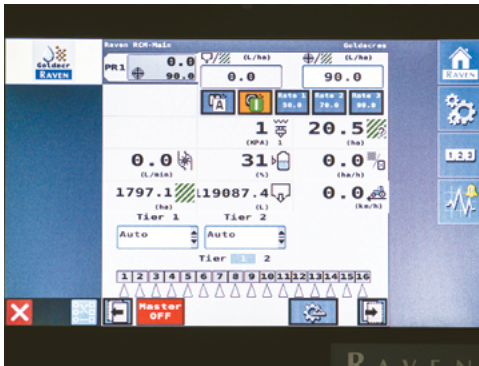 Raven RCM-Main
Goldacres
Goldacr
RAVEN
PR1
0.0
90.0
(L/ha)
0.0
(L/ha)
90.0
RAVEN
A
Rate 1
50.0
Rate 2
70.0
Rate 3
90.0
1
(KPA) 1
20.5
(ha)
0.0
(L/min)
31
(%)
0.0
(ha/h)
1,2,3
1797.1
(ha)
119087.4
(L)
0.0
(km/h)
Tier 1
Tier 2
Auto
Auto
Tier 1 2
1 2 3 4 5 6 7 8 9 10 11 12 13 14 15 16
Master
OFF
RAVEN